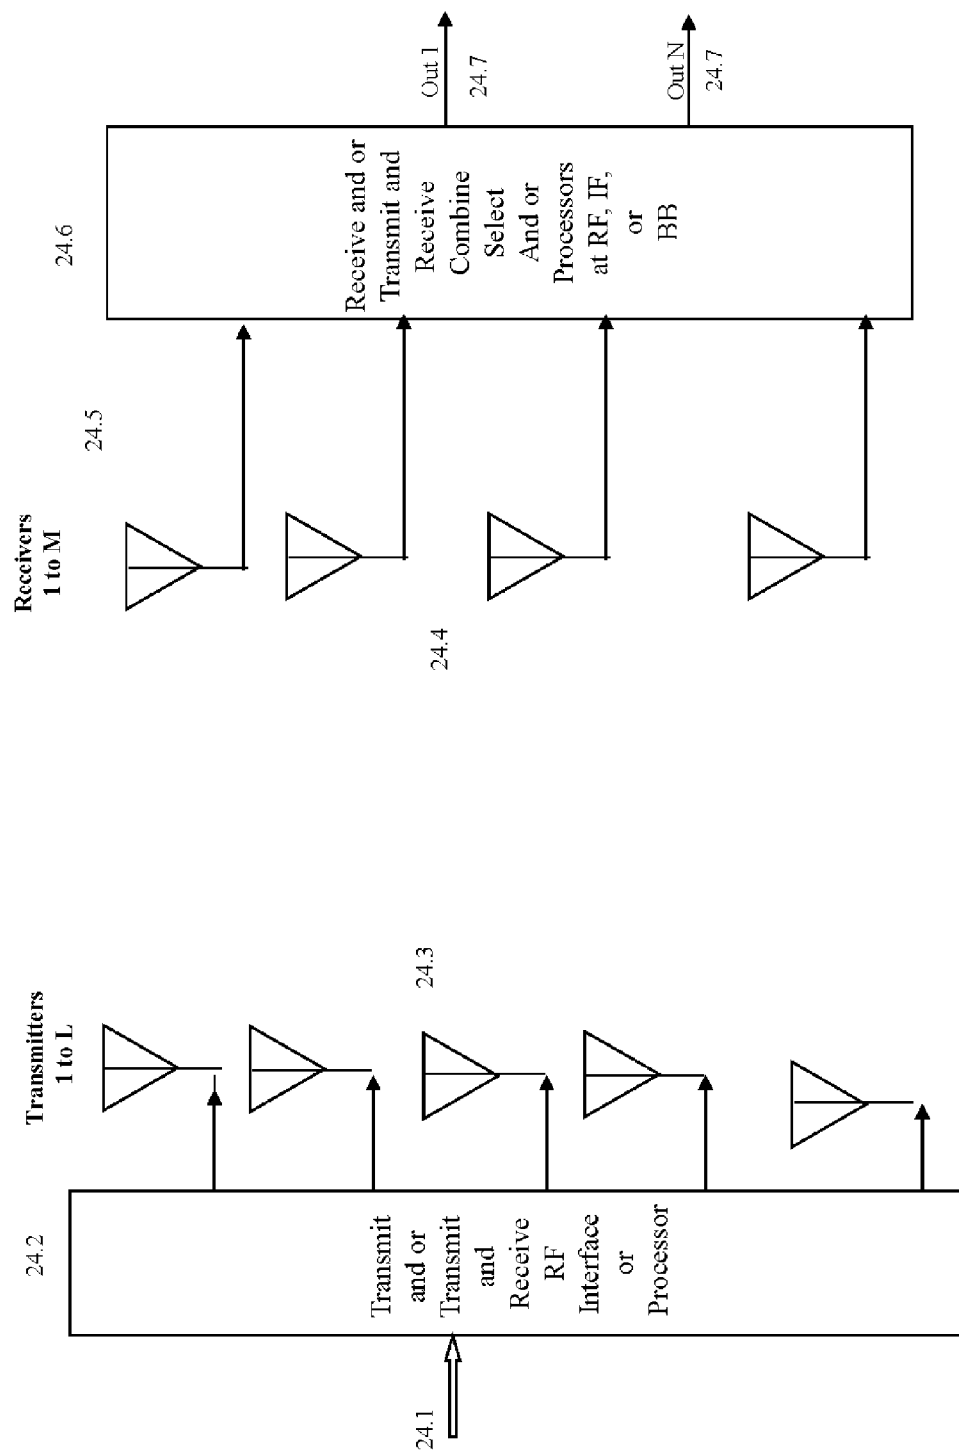 24.1
24.2
Transmit
and or
Transmit
and
Receive
RF
Interface
or
Processor
Transmitters
1 to L
24.3
24.4
Receivers
1 to M
24.5
24.6
Receive and or
Transmit and
Receive
Combine
Select
And or
Processors
at RF, IF,
or
BB
Out 1
24.7
Out N
24.7